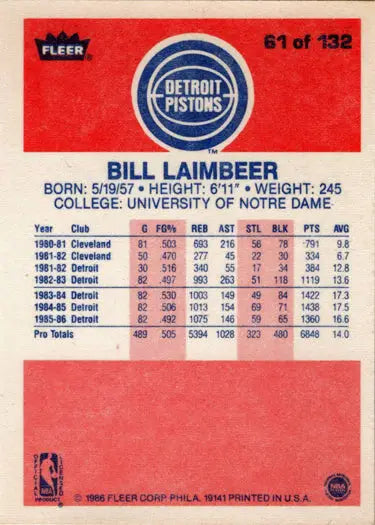 FLEER®
61 of 132
DETROIT
PISTONS
TM
BILL LAIMBEER
BORN: 5/19/57 • HEIGHT: 6'11" • WEIGHT: 245
COLLEGE: UNIVERSITY OF NOTRE DAME
Year Club G FG% REB AST STL BLK PTS AVG
1980-81 Cleveland 81 .503 693 216 56 78 791 9.8
1981-82 Cleveland 50 .470 277 45 22 30 334 6.7
1981-82 Detroit 30 .516 340 55 17 34 384 12.8
1982-83 Detroit 82 .497 993 263 51 118 1119 13.6
1983-84 Detroit 82 .530 1003 149 49 84 1422 17.3
1984-85 Detroit 82 .506 1013 154 69 71 1438 17.5
1985-86 Detroit 82 .492 1075 146 59 65 1360 16.6
Pro Totals 489 .505 5394 1028 323 480 6848 14.0
OFFICIAL LICENSED
NBA
PRODUCT
NBA
© 1986 FLEER CORP. PHILA. 19141 PRINTED IN U.S.A.